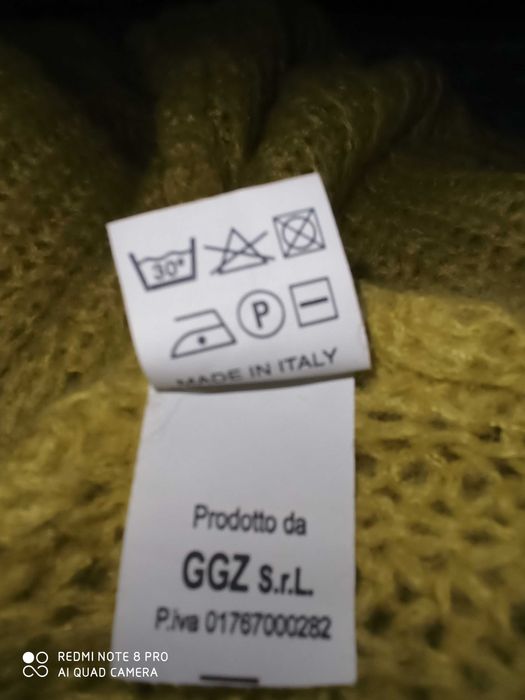 30°
P
MADE IN ITALY
Prodotto da
GGZ S.r.L.
P.iva 01767000282
REDMI NOTE 8 PRO
AI QUAD CAMERA